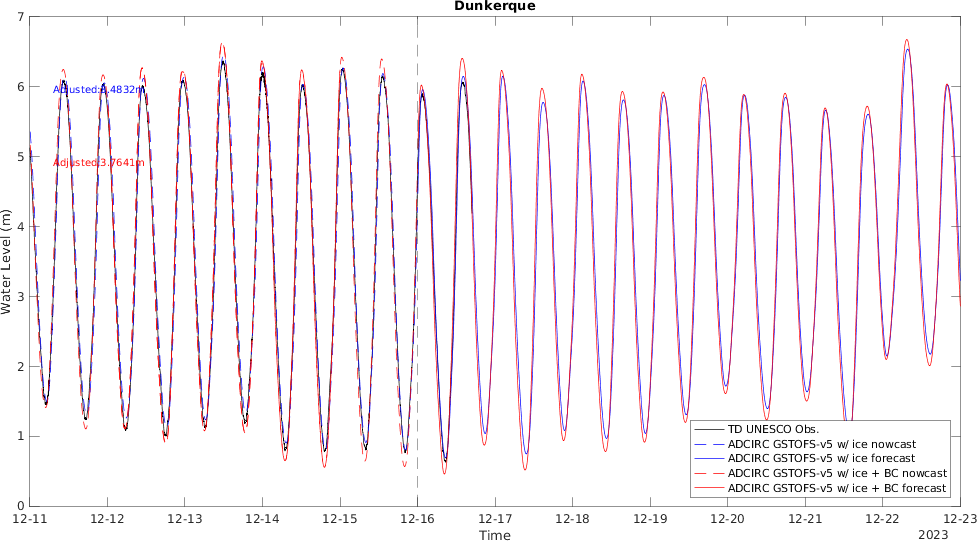 Dunkerque
7
6
5
4
3
2
1
0
Water Level (m)
Adjusted:3.7641m
TD UNESCO Obs.
ADCIRC GSTOFS-v5 w/ ice nowcast
ADCIRC GSTOFS-v5 w/ ice forecast
ADCIRC GSTOFS-v5 w/ ice + BC nowcast
ADCIRC GSTOFS-v5 w/ ice + BC forecast
12-11 12-12 12-13 12-14 12-15 12-16 12-17 12-18 12-19 12-20 12-21 12-22 12-23
Time
2023